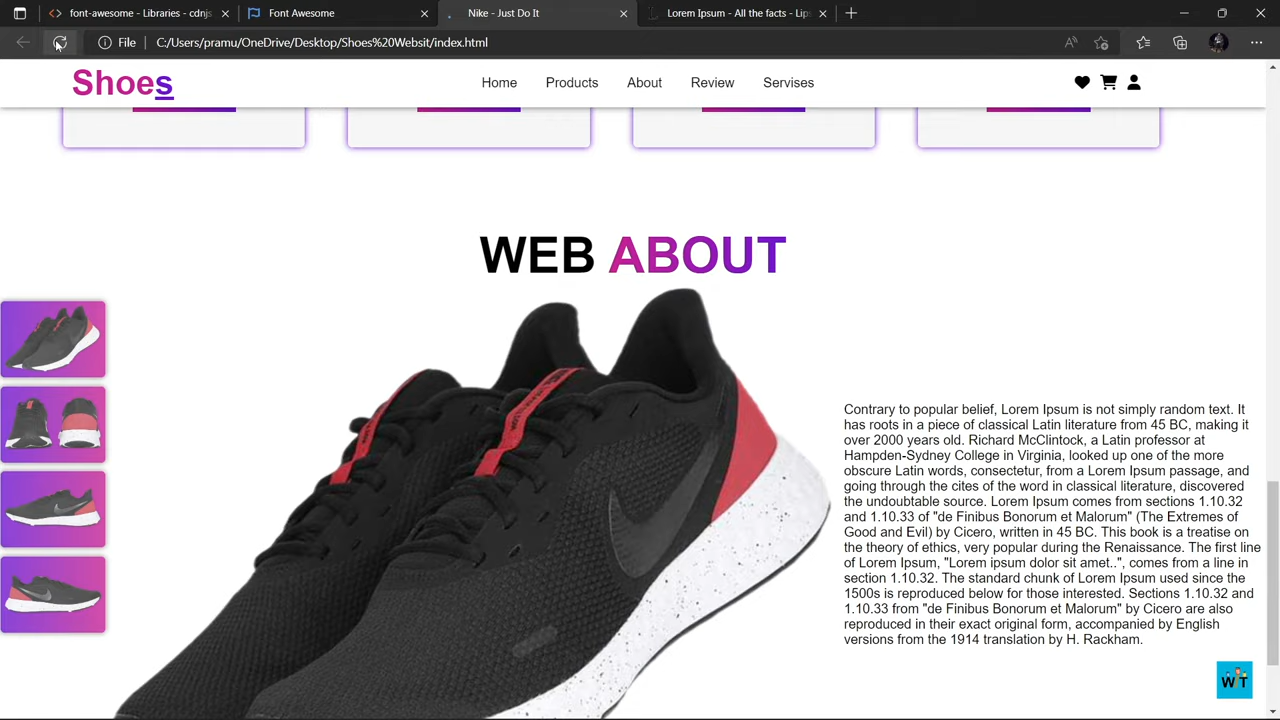 font-awesome - Libraries - cdnjs
Font Awesome
Nike - Just Do It
Lorem Ipsum - All the facts - Lip
File
C:/Users/pramu/OneDrive/Desktop/Shoes%20Websit/index.html
Shoes
Home
Products
About
Review
Servises
WEB ABOUT
Contrary to popular belief, Lorem Ipsum is not simply random text. It
has roots in a piece of classical Latin literature from 45 BC, making it
over 2000 years old. Richard McClintock, a Latin professor at
Hampden-Sydney College in Virginia, looked up one of the more
obscure Latin words, consectetur, from a Lorem Ipsum passage, and
going through the cites of the word in classical literature, discovered
the undoubtable source. Lorem Ipsum comes from sections 1.10.32
and 1.10.33 of "de Finibus Bonorum et Malorum" (The Extremes of
Good and Evil) by Cicero, written in 45 BC. This book is a treatise on
the theory of ethics, very popular during the Renaissance. The first line
of Lorem Ipsum, "Lorem ipsum dolor sit amet..", comes from a line in
section 1.10.32. The standard chunk of Lorem Ipsum used since the
1500s is reproduced below for those interested. Sections 1.10.32 and
1.10.33 from "de Finibus Bonorum et Malorum" by Cicero are also
reproduced in their exact original form, accompanied by English
versions from the 1914 translation by H. Rackham.
WT